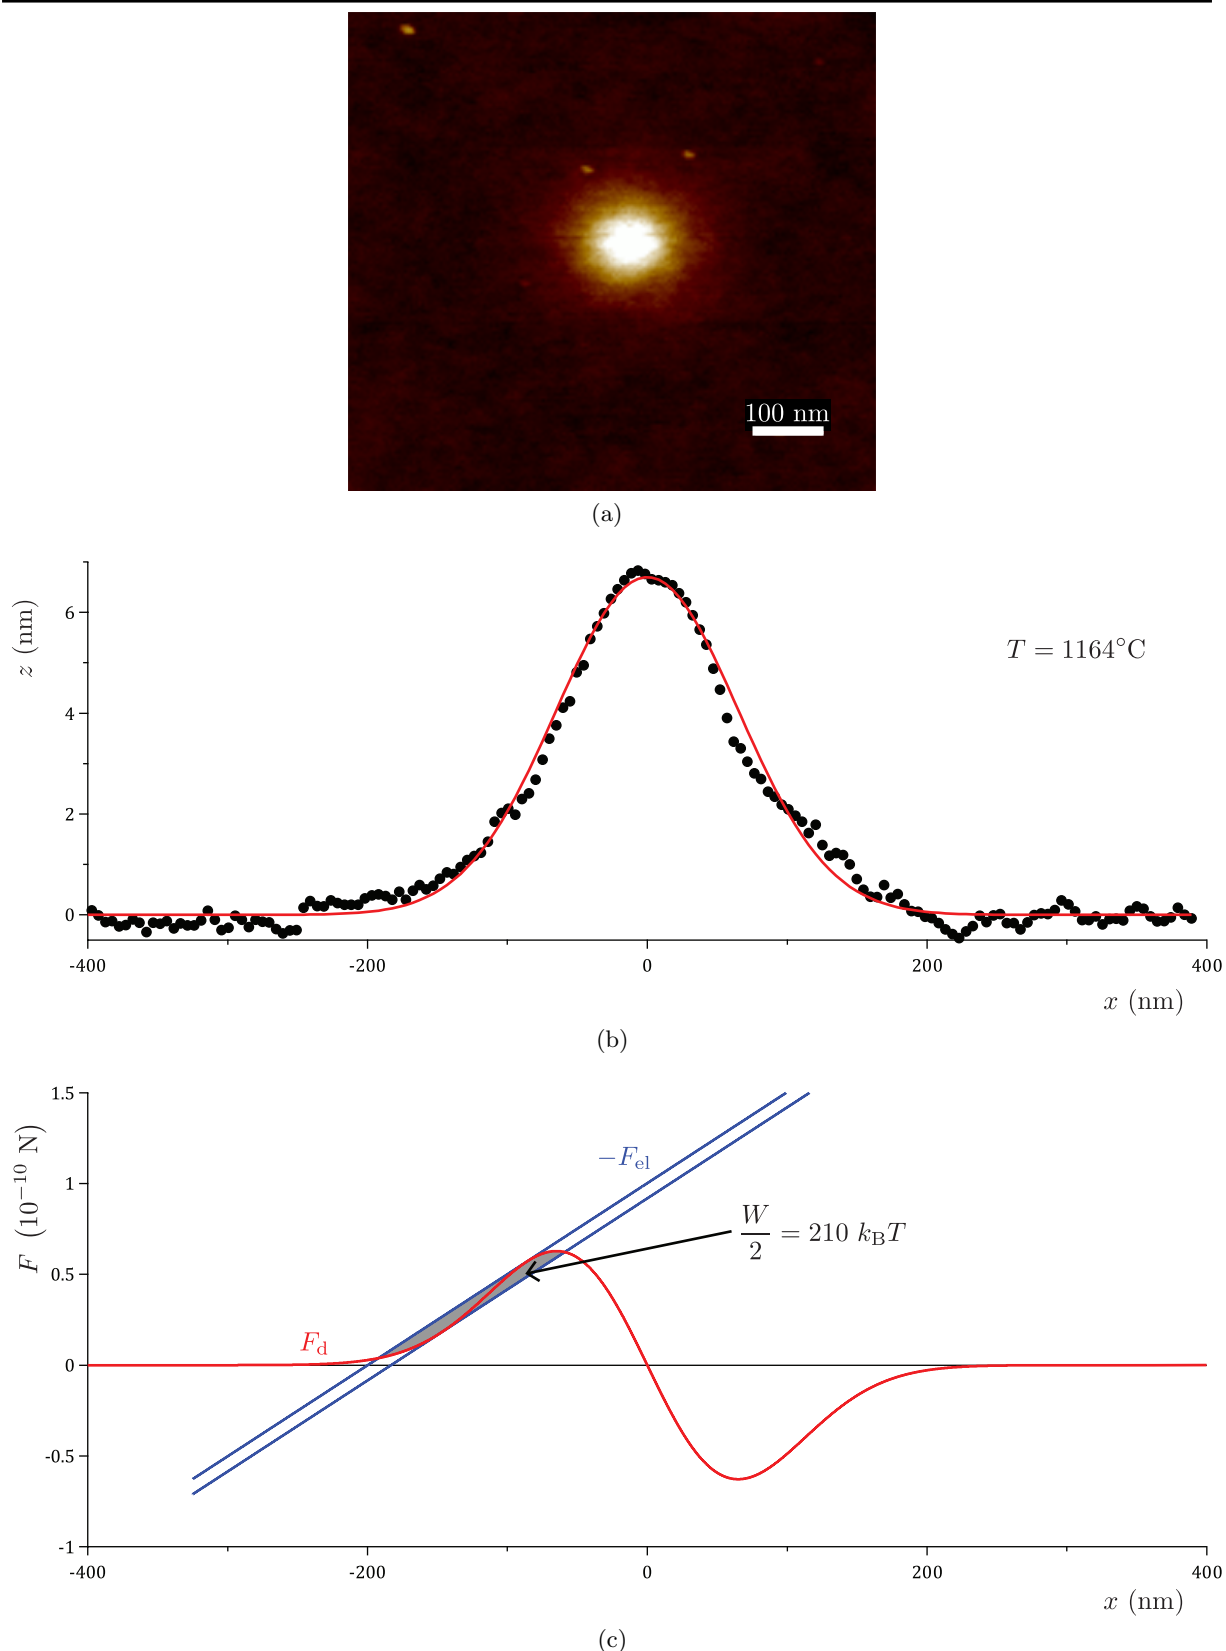 100 nm
(a)
z (nm)
6
4
2
0
T = 1164°C
-400 -200 0 200 400
x (nm)
(b)
F (10⁻¹⁰ N)
1.5
1
0.5
0
-0.5
-1
−F_el
W/2 = 210 k_BT
F_d
-400 -200 0 200 400
x (nm)
(c)